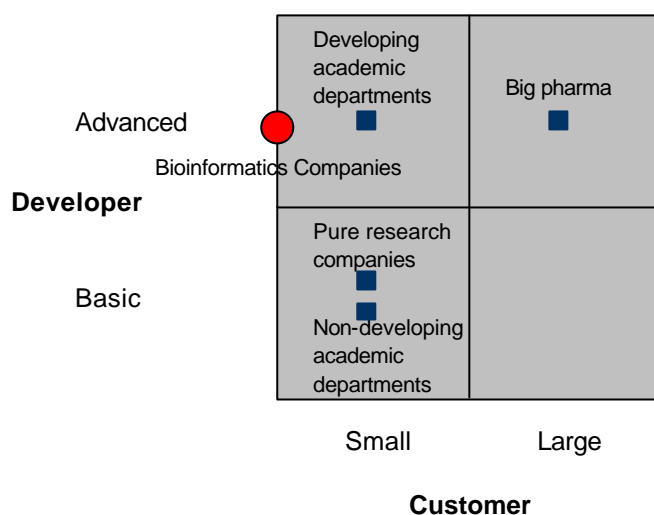 Developing
academic
departments
Big pharma
Advanced
Bioinformatics Companies
Developer
Pure research
companies
Basic
Non-developing
academic
departments
Small
Large
Customer